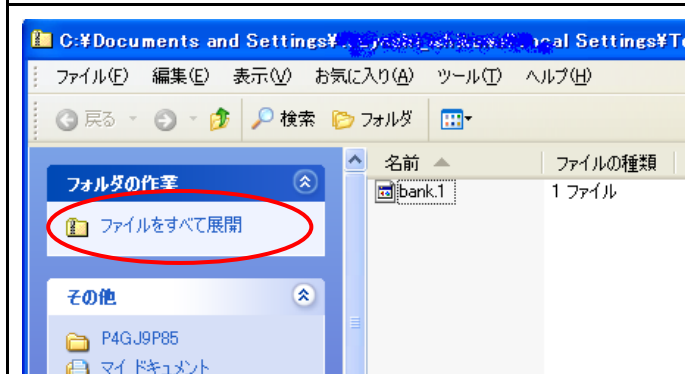 C:¥Documents and Settings¥ cal Settings¥T
ファイル(F) 編集(E) 表示(V) お気に入り(A) ツール(T) ヘルプ(H)
戻る 検索 フォルダ
フォルダの作業
ファイルをすべて展開
その他
P4GJ9P85
マイ ドキュメント
名前 ファイルの種類
bank.1 1 ファイル